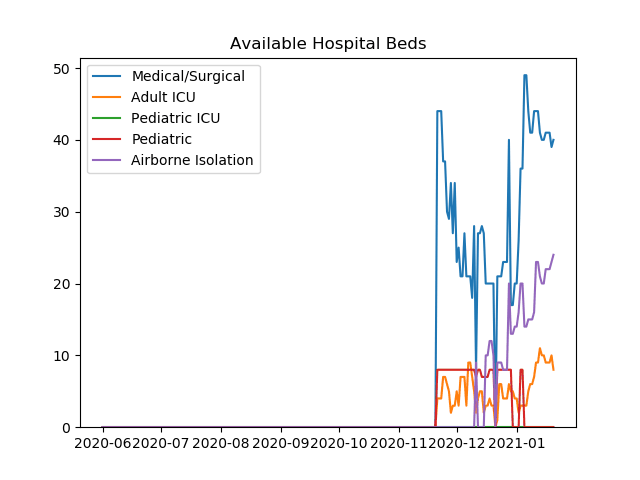 Available Hospital Beds
50
40
30
20
10
0
Medical/Surgical
Adult ICU
Pediatric ICU
Pediatric
Airborne Isolation
2020-06 2020-07 2020-08 2020-09 2020-10 2020-11 2020-12 2021-01